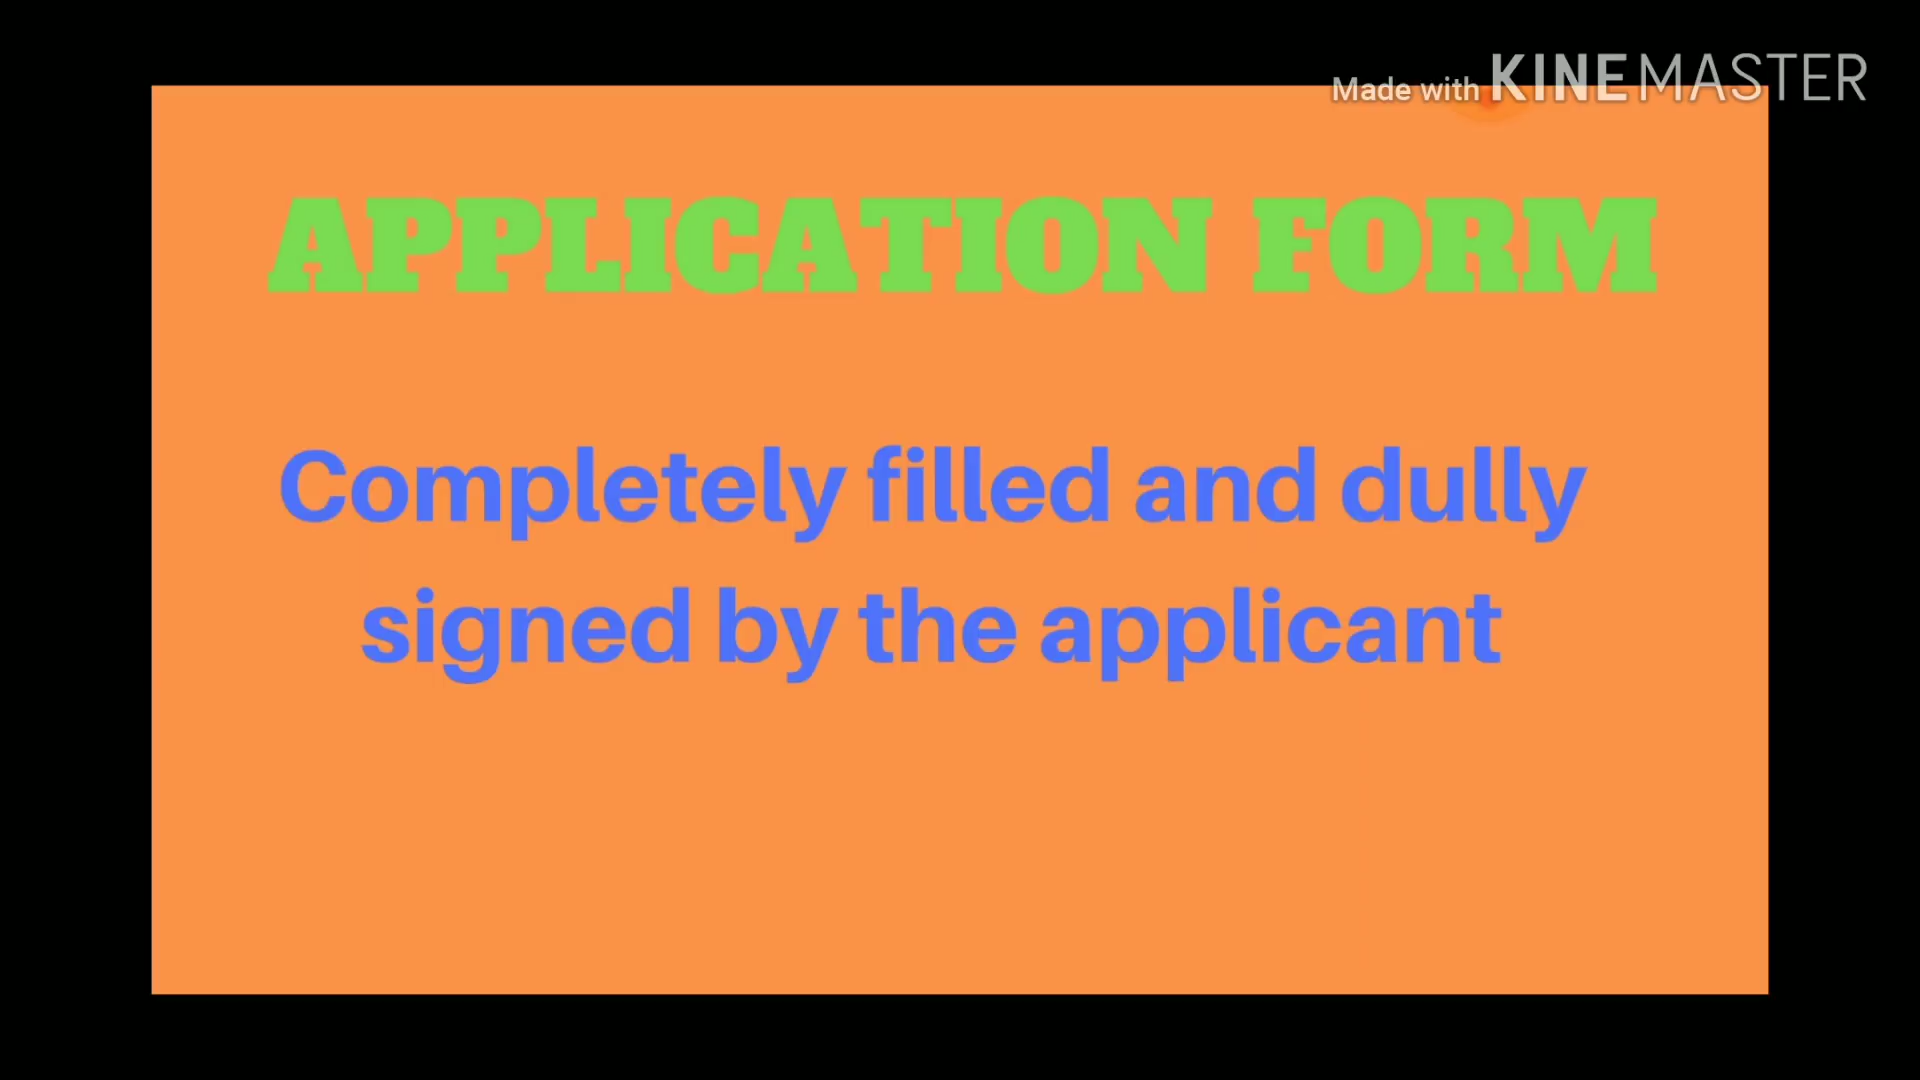 Made with KINEMASTER
APPLICATION FORM
Completely filled and dully
signed by the applicant